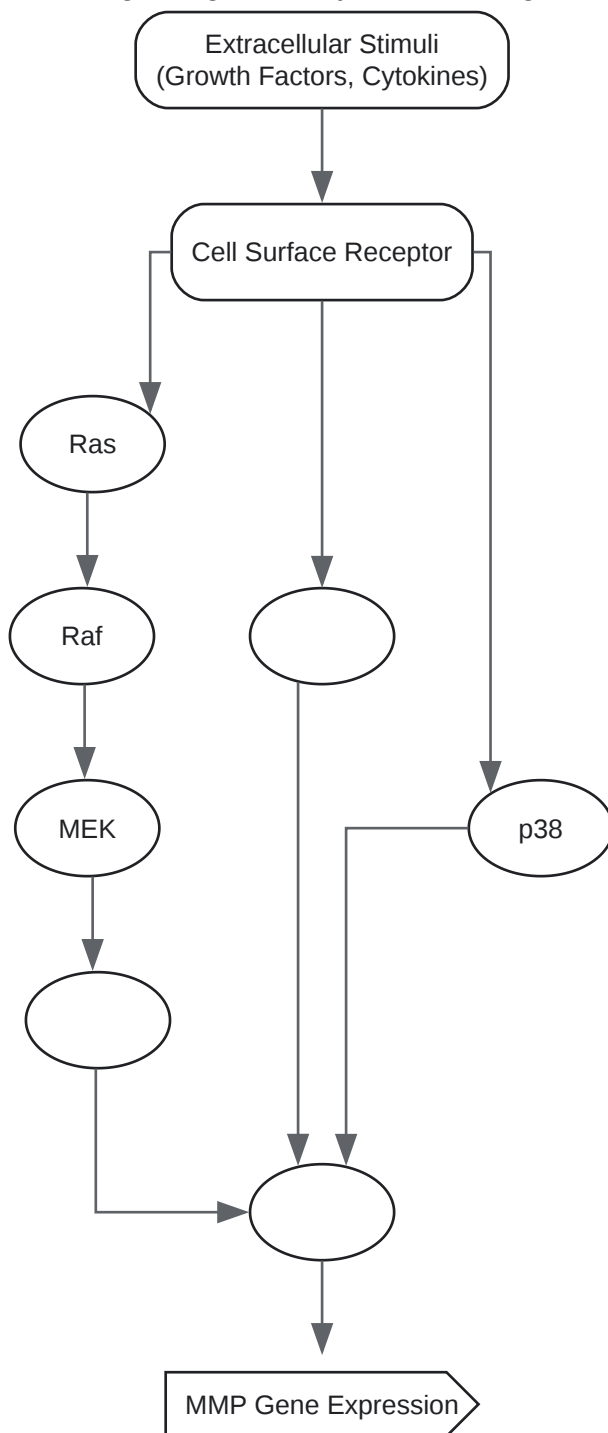 Extracellular Stimuli
(Growth Factors, Cytokines)
Cell Surface Receptor
Ras
Raf
MEK
p38
MMP Gene Expression